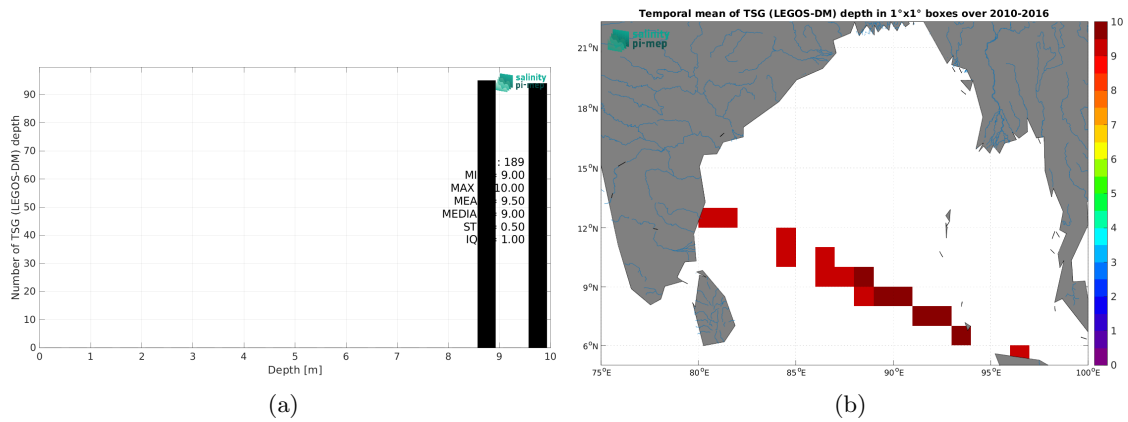 Temporal mean of TSG (LEGOS-DM) depth in 1°x1° boxes over 2010-2016
salinity
pi-mep
Number of TSG (LEGOS-DM) depth
90
80
70
60
50
40
30
20
10
0
: 189
MI = 9.00
MAX 10.00
MEA = 9.50
MEDIA = 9.00
ST = 0.50
IQ = 1.00
0 1 2 3 4 5 6 7 8 9 10
Depth [m]
(a)
salinity
pi-mep
21°N
18°N
15°N
12°N
9°N
6°N
75°E 80°E 85°E 90°E 95°E 100°E
10
9
8
7
6
5
4
3
2
1
0
(b)